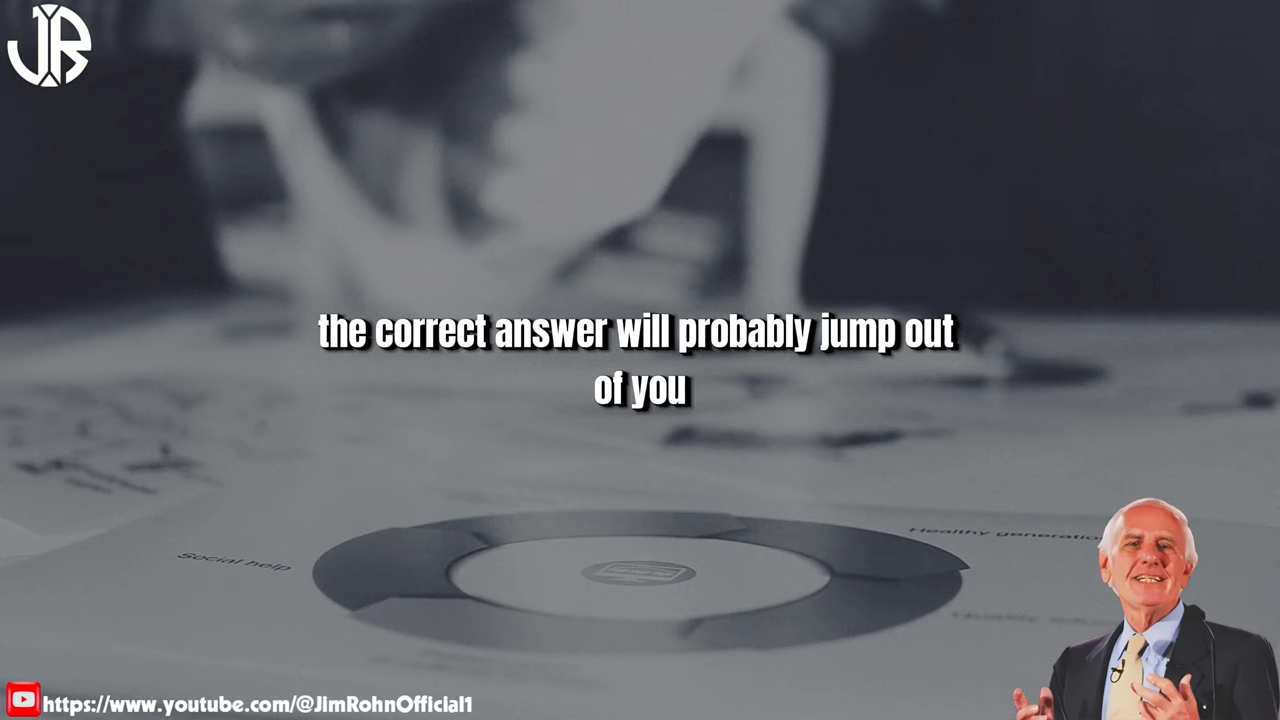 JR
the correct answer will probably jump out
of you
Healthy generation
Social help
https://www.youtube.com/@JimRohnOfficial1